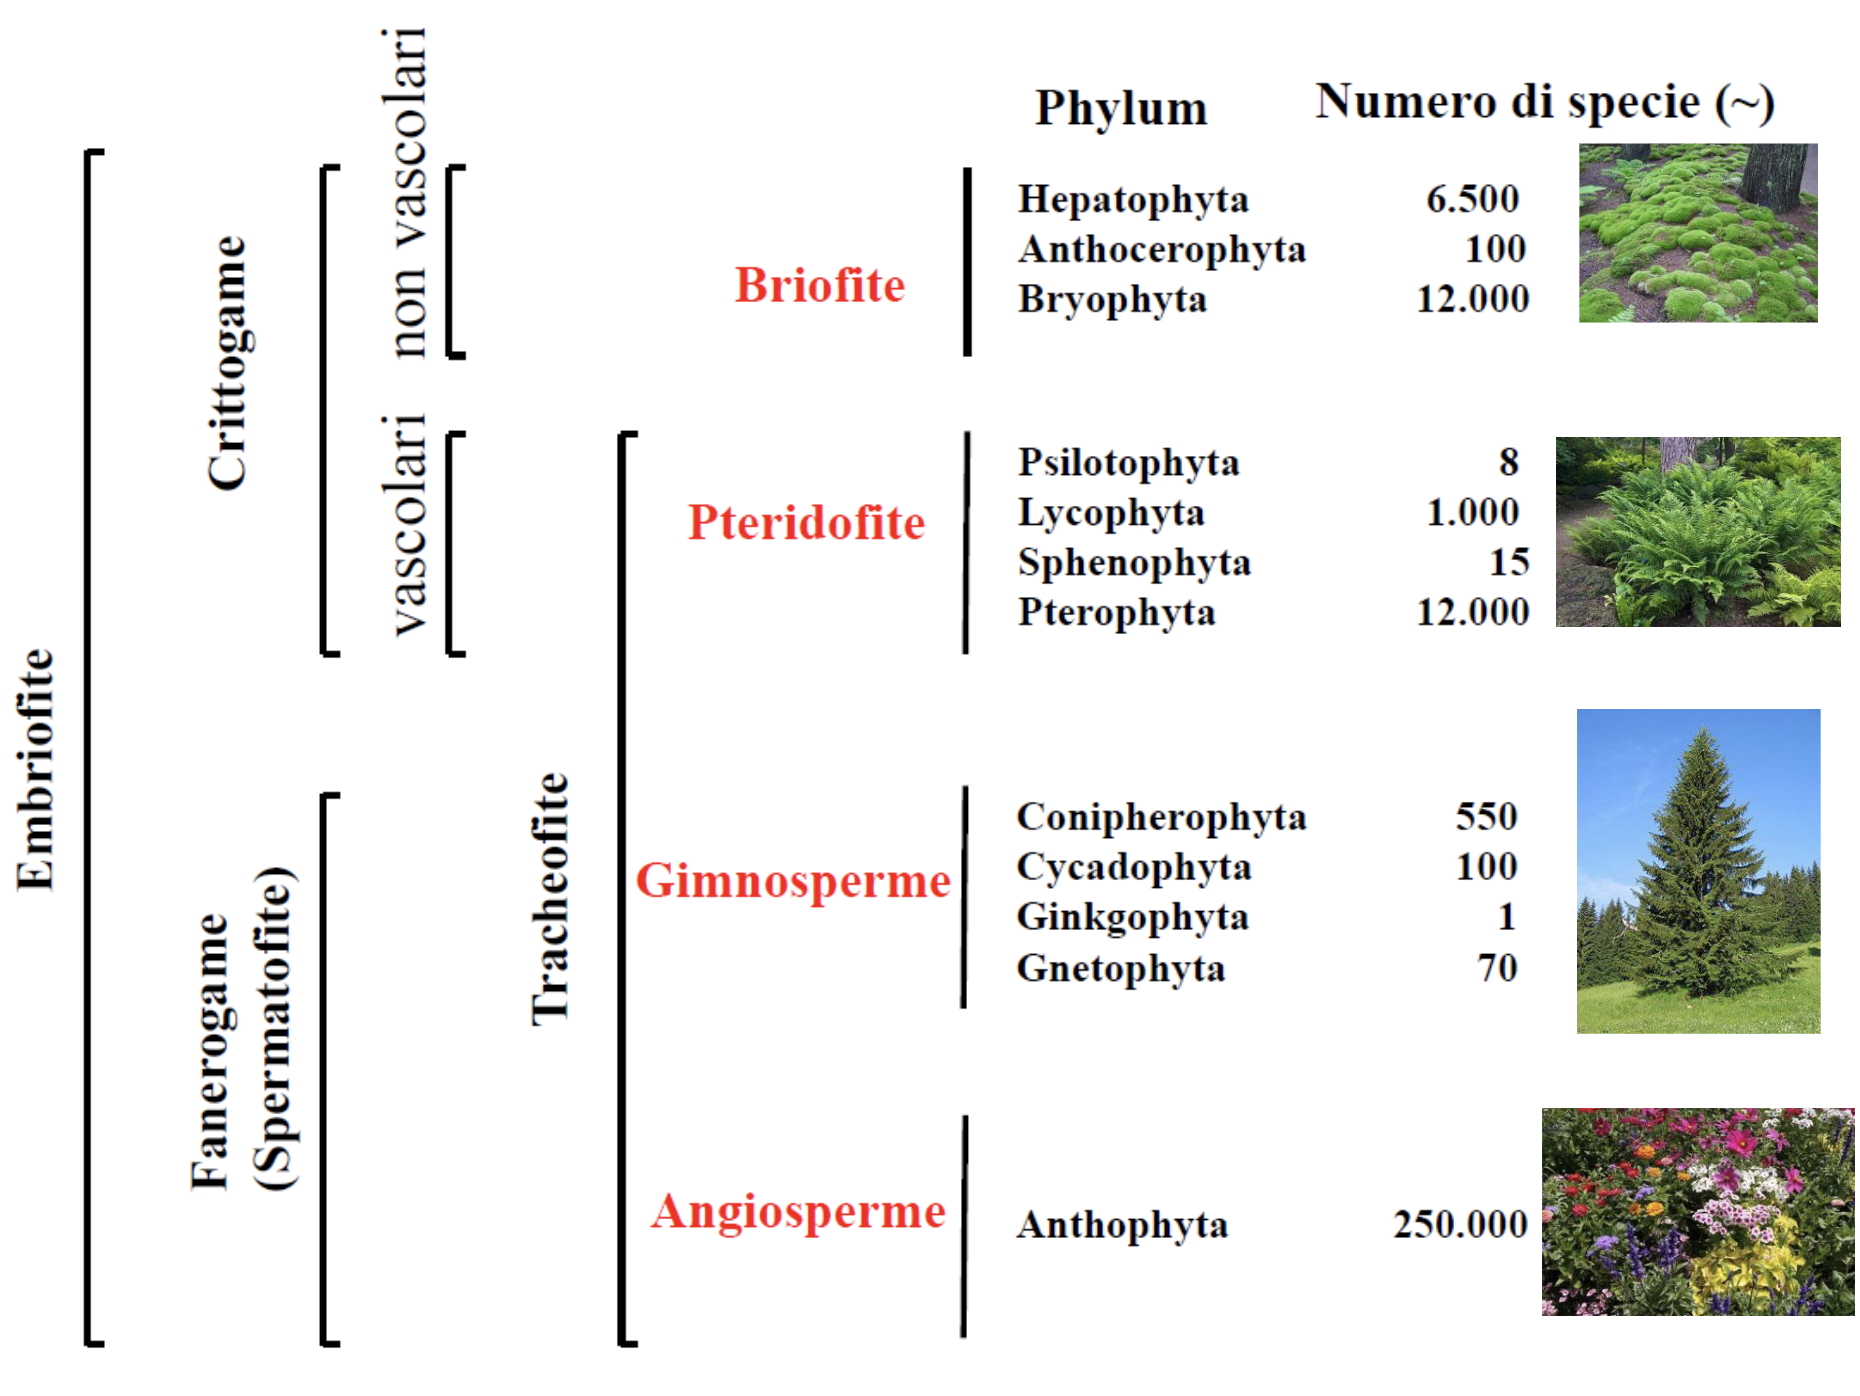 Phylum Numero di specie (~)
Embriofite
Crittogame
non vascolari
Briofite
Hepatophyta 6.500
Anthocerophyta 100
Bryophyta 12.000
vascolari
Tracheofite
Pteridofite
Psilotophyta 8
Lycophyta 1.000
Sphenophyta 15
Pterophyta 12.000
Fanerogame
(Spermatofite)
Gimnosperme
Conipherophyta 550
Cycadophyta 100
Ginkgophyta 1
Gnetophyta 70
Angiosperme
Anthophyta 250.000